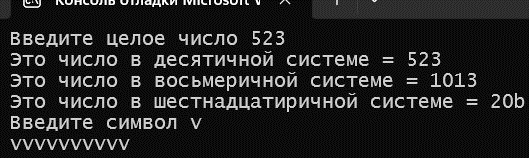 Консоль отладки Microsoft V
Введите целое число 523
Это число в десятичной системе = 523
Это число в восьмеричной системе = 1013
Это число в шестнадцатиричной системе = 20b
Введите символ v
vvvvvvvvvv